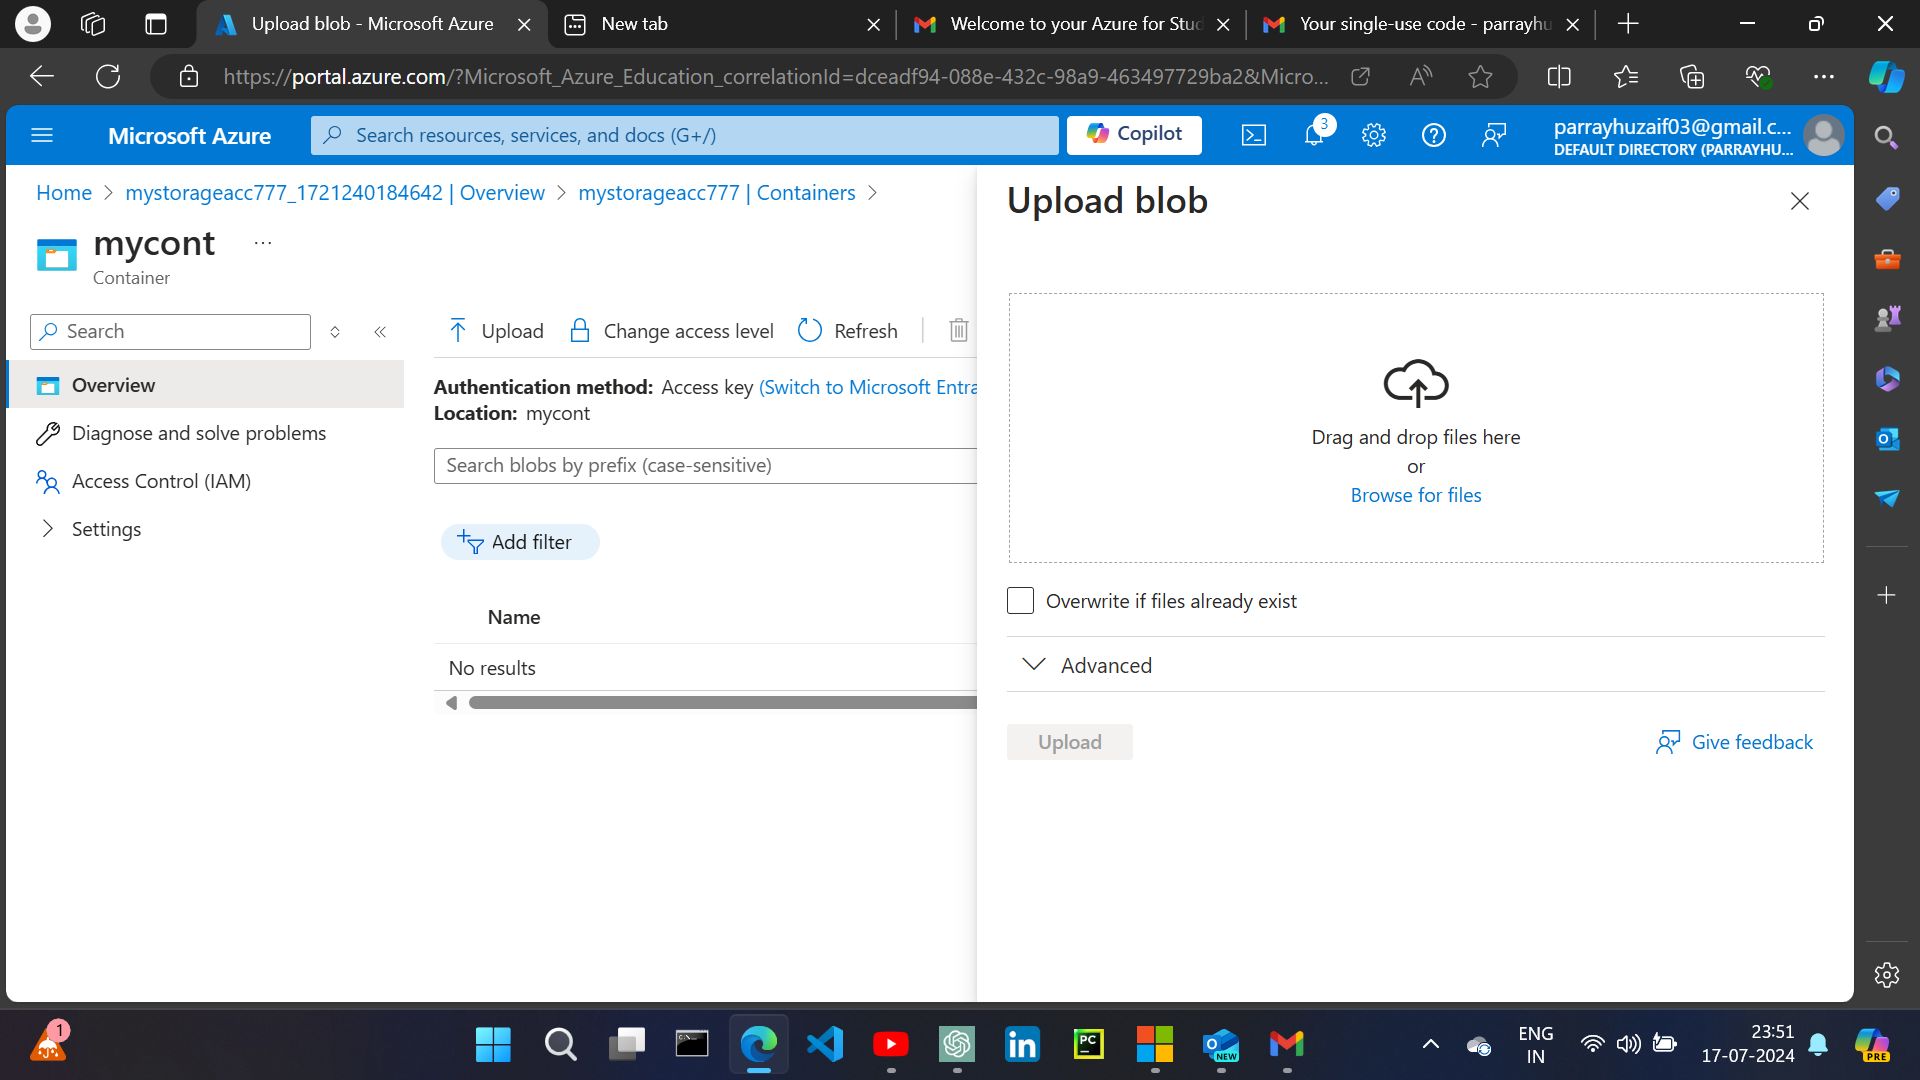 Upload blob - Microsoft Azure
New tab
Welcome to your Azure for Stud
Your single-use code - parrayhu
https://portal.azure.com/?Microsoft_Azure_Education_correlationId=dceadf94-088e-432c-98a9-463497729ba2&Micro...
Microsoft Azure
Search resources, services, and docs (G+/)
Copilot
3
parrayhuzaif03@gmail.c...
DEFAULT DIRECTORY (PARRAYHU...
Home > mystorageacc777_1721240184642 | Overview > mystorageacc777 | Containers >
mycont ...
Container
Search
Overview
Diagnose and solve problems
Access Control (IAM)
Settings
Upload
Change access level
Refresh
Authentication method: Access key (Switch to Microsoft Entra
Location: mycont
Search blobs by prefix (case-sensitive)
Add filter
Name
No results
Upload blob
Drag and drop files here
or
Browse for files
Overwrite if files already exist
Advanced
Upload
Give feedback
1
PC
NEW
ENG
IN
23:51
17-07-2024
PRE